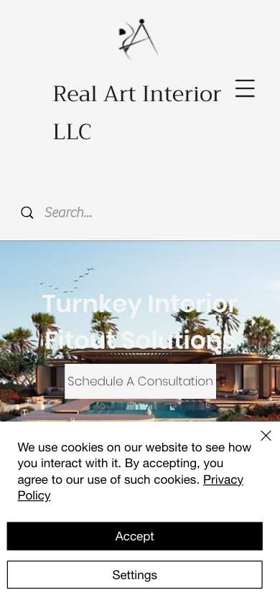 Real Art Interior
LLC
Search...
Turnkey Interior
Fitout Solutions
Schedule A Consultation
We use cookies on our website to see how
you interact with it. By accepting, you
agree to our use of such cookies. Privacy
Policy
Accept
Settings